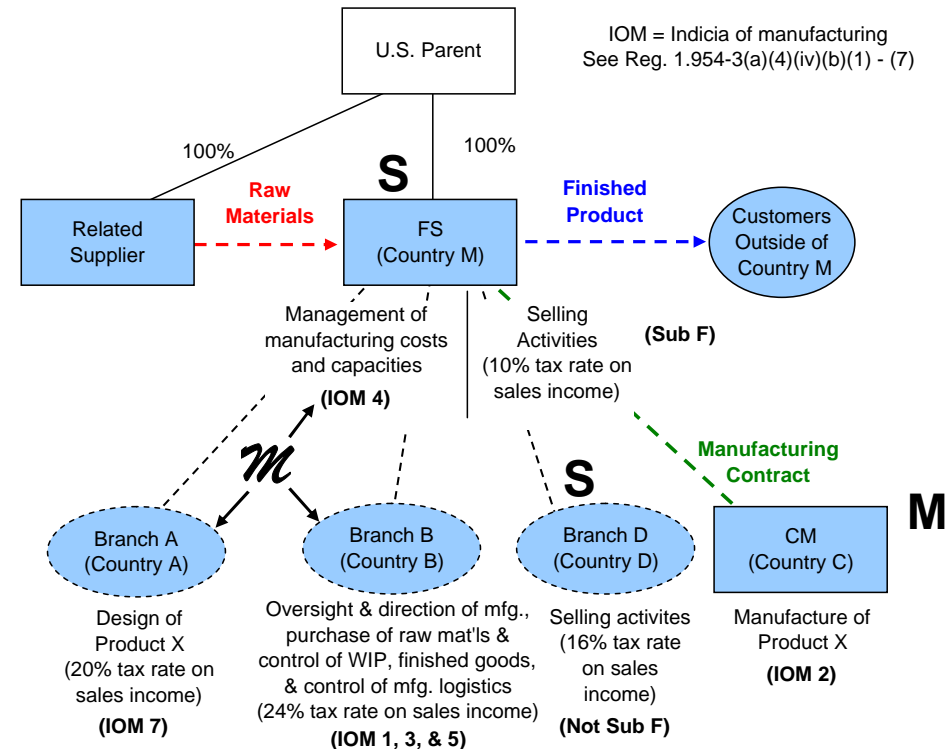 U.S. Parent
IOM = Indicia of manufacturing
See Reg. 1.954-3(a)(4)(iv)(b)(1) - (7)
100%
100%
S
Raw
Materials
Finished
Product
Related
Supplier
FS
(Country M)
Customers
Outside of
Country M
Management of
manufacturing costs
and capacities
(IOM 4)
Selling
Activities
(10% tax rate on
sales income)
(Sub F)
M
S
Manufacturing
Contract
M
Branch A
(Country A)
Branch B
(Country B)
Branch D
(Country D)
CM
(Country C)
Design of
Product X
(20% tax rate on
sales income)
(IOM 7)
Oversight & direction of mfg.,
purchase of raw mat'ls &
control of WIP, finished goods,
& control of mfg. logistics
(24% tax rate on sales income)
(IOM 1, 3, & 5)
Selling activites
(16% tax rate
on sales
income)
(Not Sub F)
Manufacture of
Product X
(IOM 2)